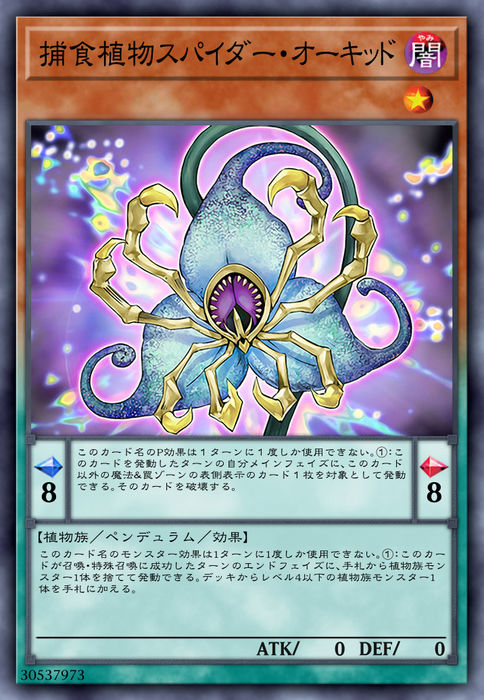 捕食植物スパイダー・オーキッド
やみ
闇
このカード名のP効果は1ターンに1度しか使用できない。①:こ
のカードを発動したターンの自分メインフェイズに、このカード
以外の魔法&罠ゾーンの表側表示のカード1枚を対象として発動
できる。そのカードを破壊する。
8
8
【植物族/ペンデュラム/効果】
このカード名のモンスター効果は1ターンに1度しか使用できない。①:このカー
ドが召喚・特殊召喚に成功したターンのエンドフェイズに、手札から植物族モン
スター1体を捨てて発動できる。デッキからレベル4以下の植物族モンスター1
体を手札に加える。
ATK/ 0 DEF/ 0
30537973